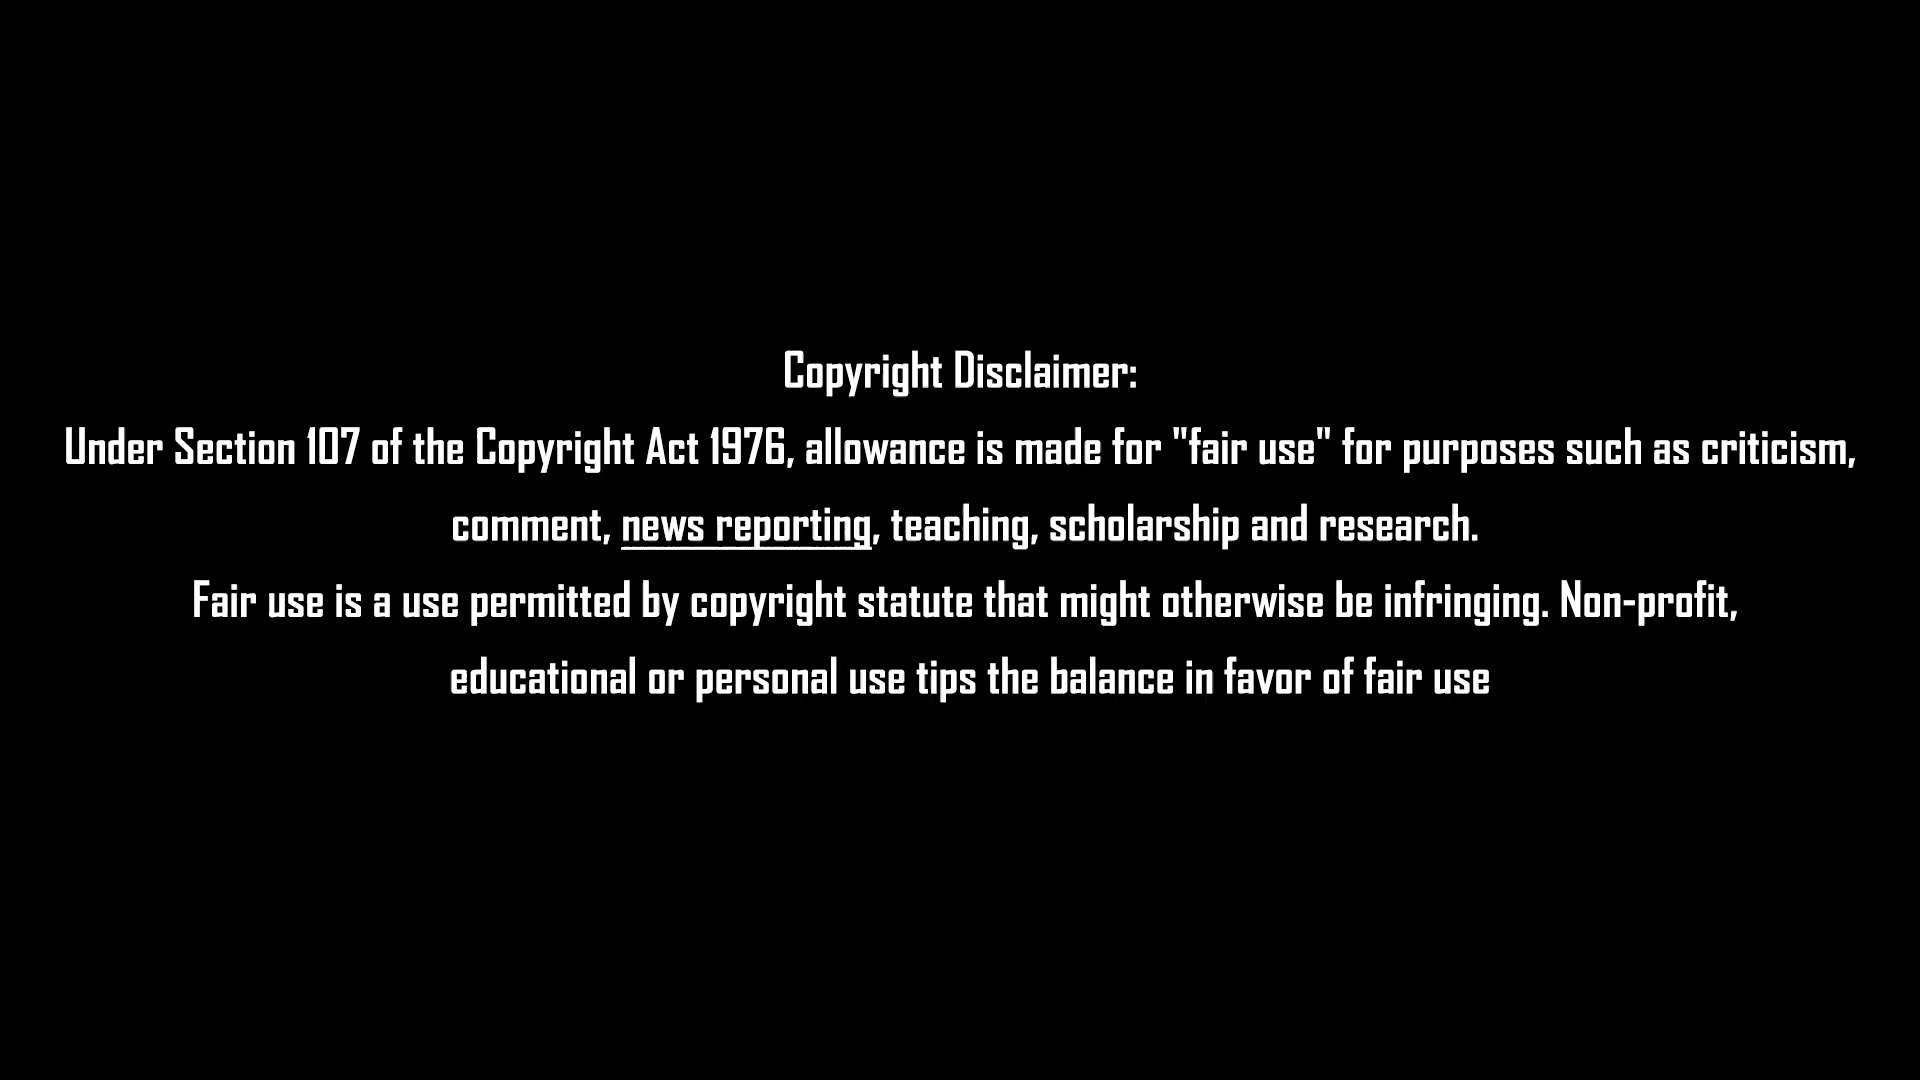 Copyright Disclaimer:
Under Section 107 of the Copyright Act 1976, allowance is made for "fair use" for purposes such as criticism,
comment, news reporting, teaching, scholarship and research.
Fair use is a use permitted by copyright statute that might otherwise be infringing. Non-profit,
educational or personal use tips the balance in favor of fair use